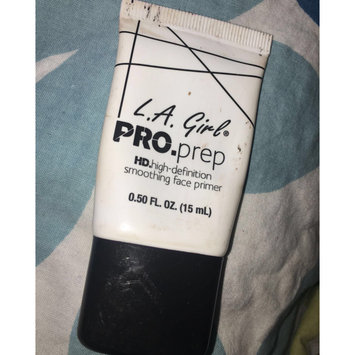 L.A. Girl®
PRO.prep
HD.high-definition
smoothing face primer
0.50 FL. OZ. (15 mL)